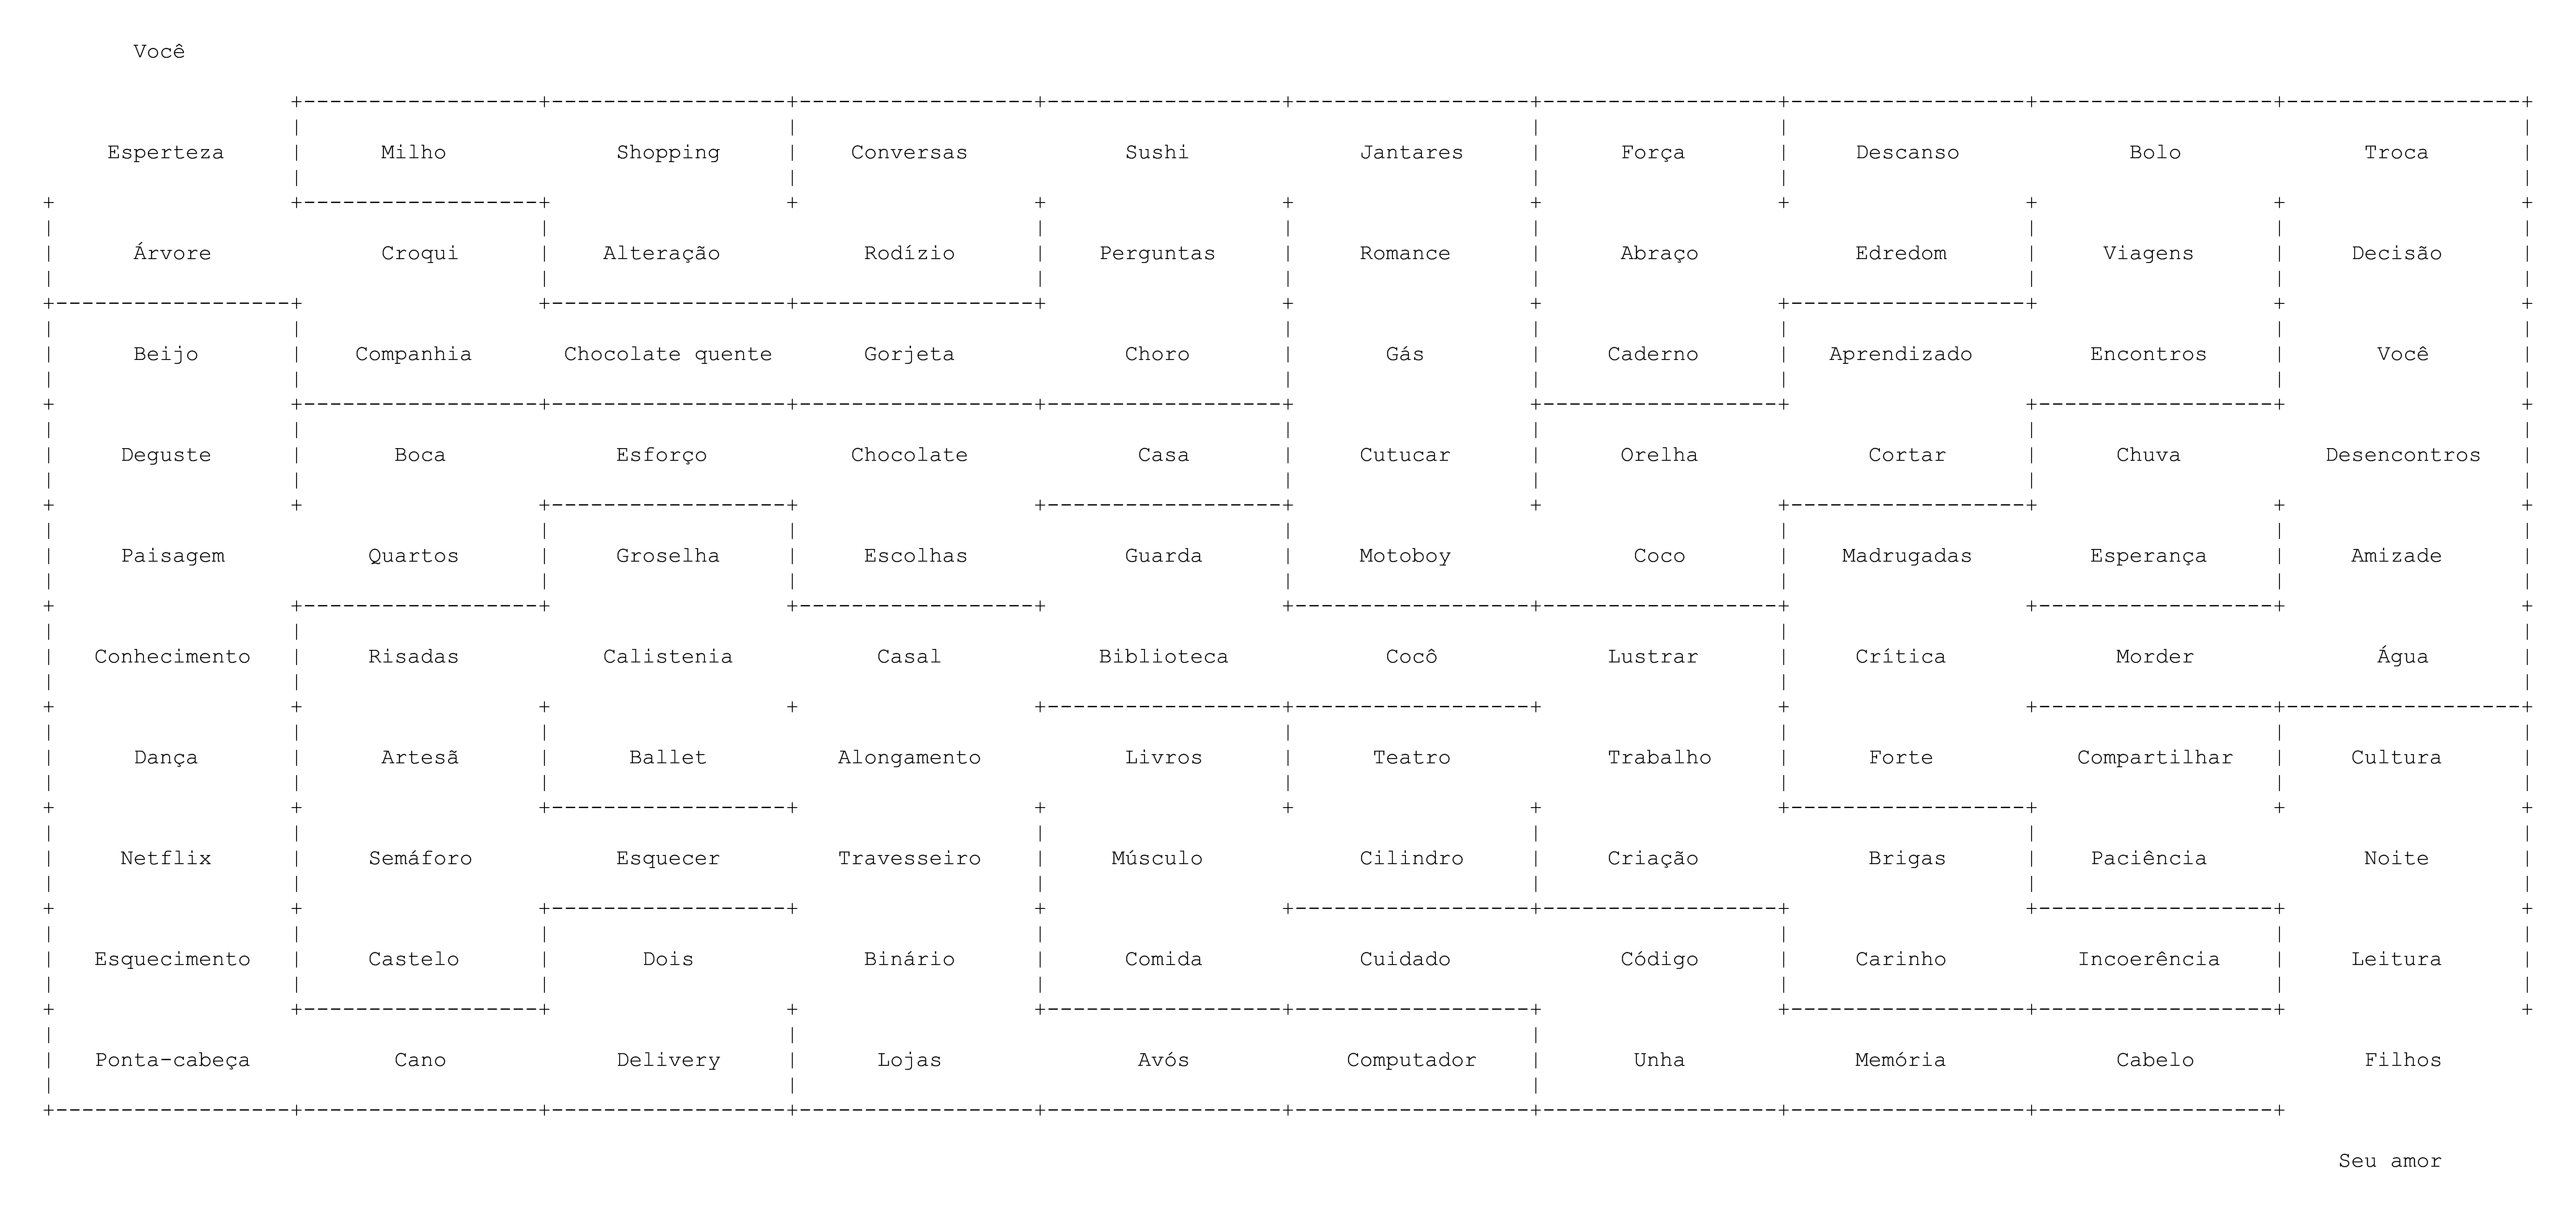 Você
Esperteza Milho Shopping Conversas Sushi Jantares Força Descanso Bolo Troca
Árvore Croqui Alteração Rodízio Perguntas Romance Abraço Edredom Viagens Decisão
Beijo Companhia Chocolate quente Gorjeta Choro Gás Caderno Aprendizado Encontros Você
Deguste Boca Esforço Chocolate Casa Cutucar Orelha Cortar Chuva Desencontros
Paisagem Quartos Groselha Escolhas Guarda Motoboy Coco Madrugadas Esperança Amizade
Conhecimento Risadas Calistenia Casal Biblioteca Cocô Lustrar Crítica Morder Água
Dança Artesã Ballet Alongamento Livros Teatro Trabalho Forte Compartilhar Cultura
Netflix Semáforo Esquecer Travesseiro Músculo Cilindro Criação Brigas Paciência Noite
Esquecimento Castelo Dois Binário Comida Cuidado Código Carinho Incoerência Leitura
Ponta-cabeça Cano Delivery Lojas Avós Computador Unha Memória Cabelo Filhos
Seu amor